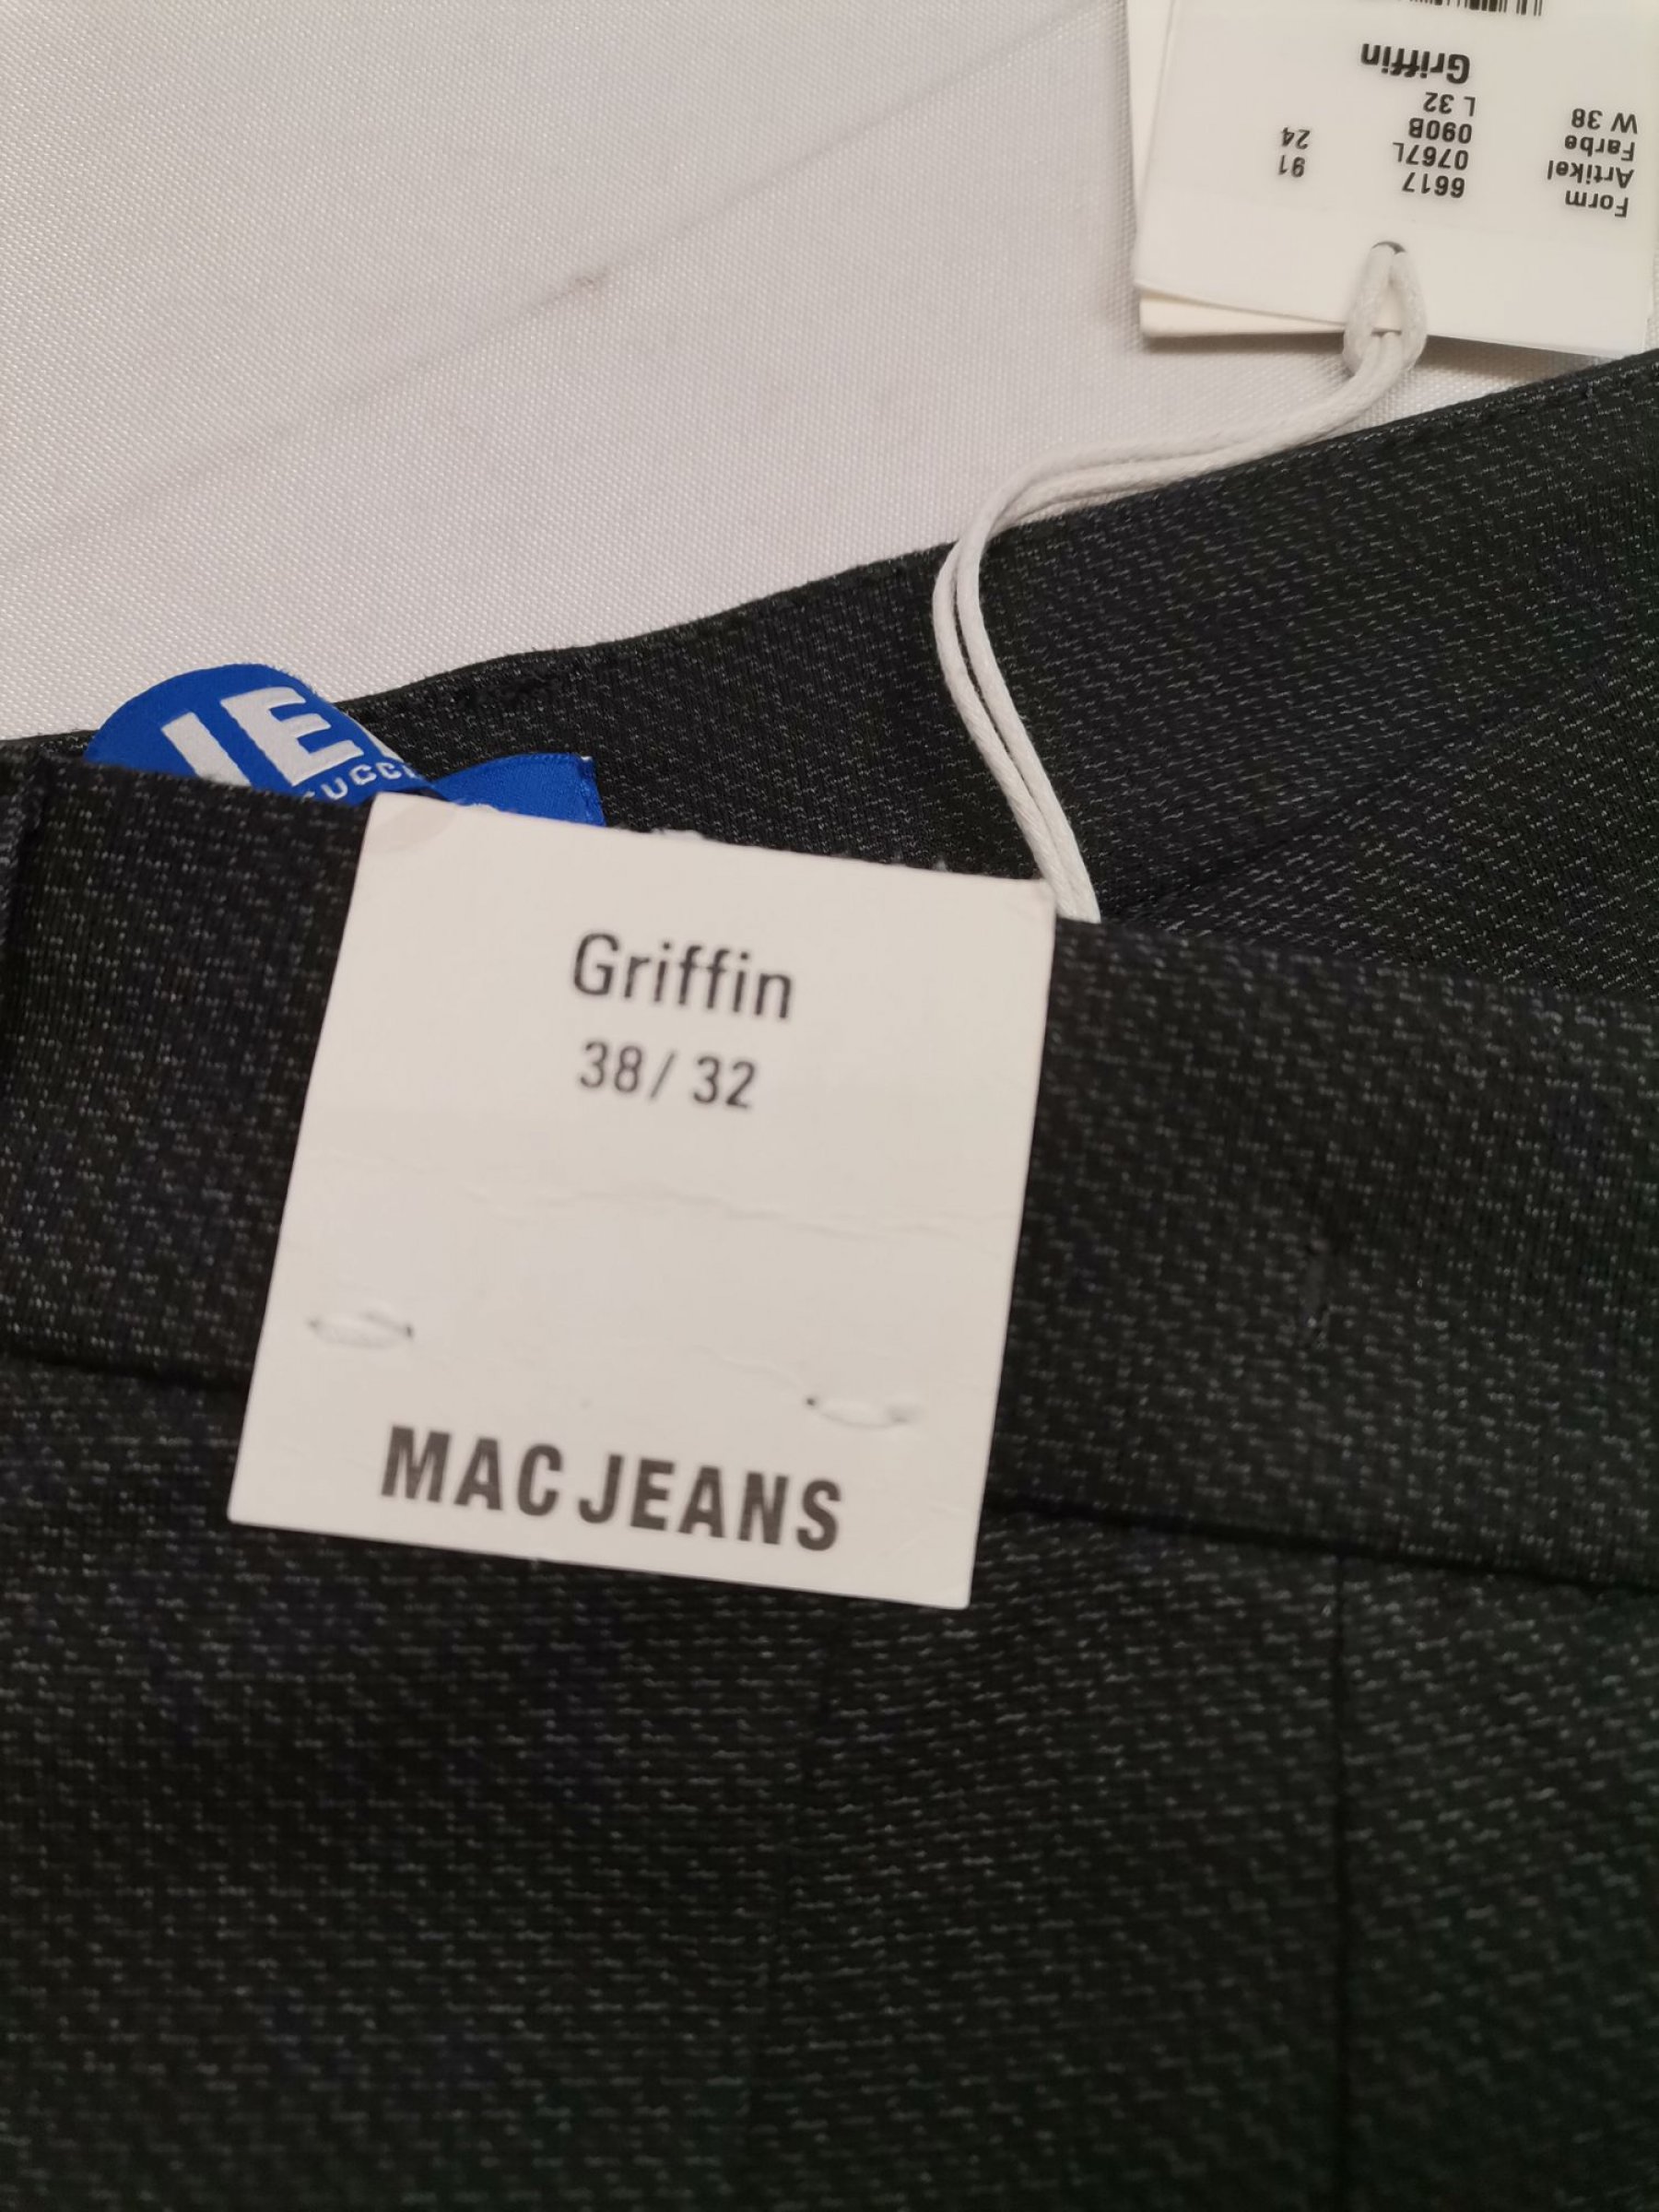 Form 6617 91
Artikel 0767L 24
Farbe 090B
W 38 L 32
Griffin
Griffin
38/ 32
MAC JEANS